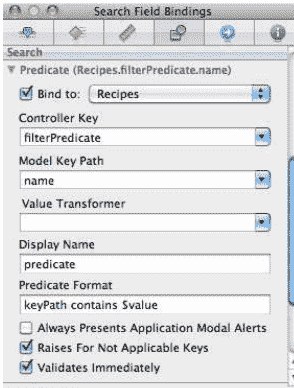 Search Field Bindings
Search
Predicate (Recipes.filterPredicate.name)
Bind to: Recipes
Controller Key
filterPredicate
Model Key Path
name
Value Transformer
Display Name
predicate
Predicate Format
keyPath contains $value
Always Presents Application Modal Alerts
Raises For Not Applicable Keys
Validates Immediately